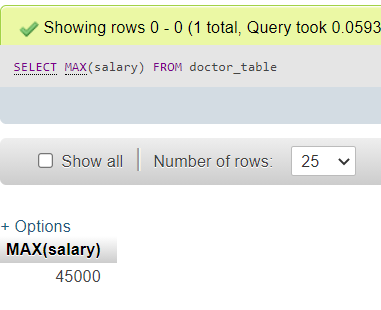 Showing rows 0 - 0 (1 total, Query took 0.0593
SELECT MAX(salary) FROM doctor_table
Show all Number of rows: 25
+ Options
MAX(salary)
45000